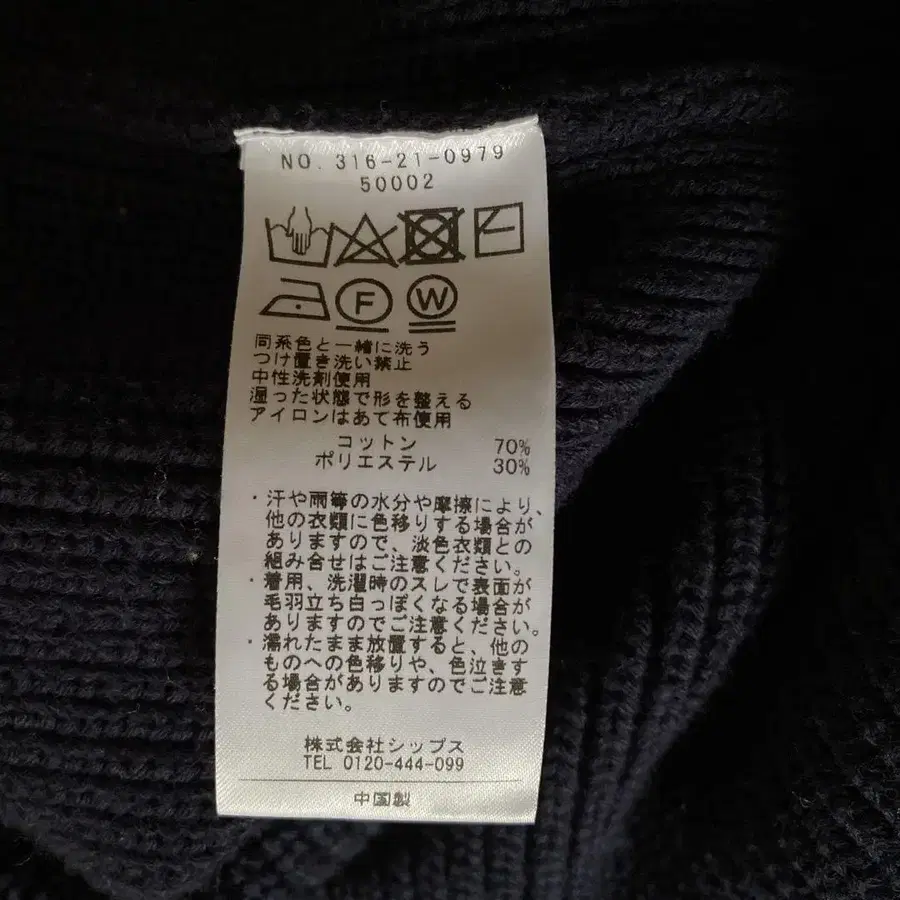 NO. 316-21-0979
50002
F W
同系色と一緒に洗う
つけ置き洗い禁止
中性洗剤使用
湿った状態で形を整える
アイロンはあて布使用
コットン 70%
ポリエステル 30%
・汗や雨等の水分や摩擦により、
他の衣類に色移りする場合が
ありますので、淡色衣類との
組み合せはご注意ください。
・着用、洗濯時のスレで表面が
毛羽立ち白っぽくなる場合が
ありますのでご注意ください。
・濡れたまま放置すると、他の
ものへの色移りや、色泣きす
る場合がありますのでご注意
ください。
株式会社シップス
TEL 0120-444-099
中国製